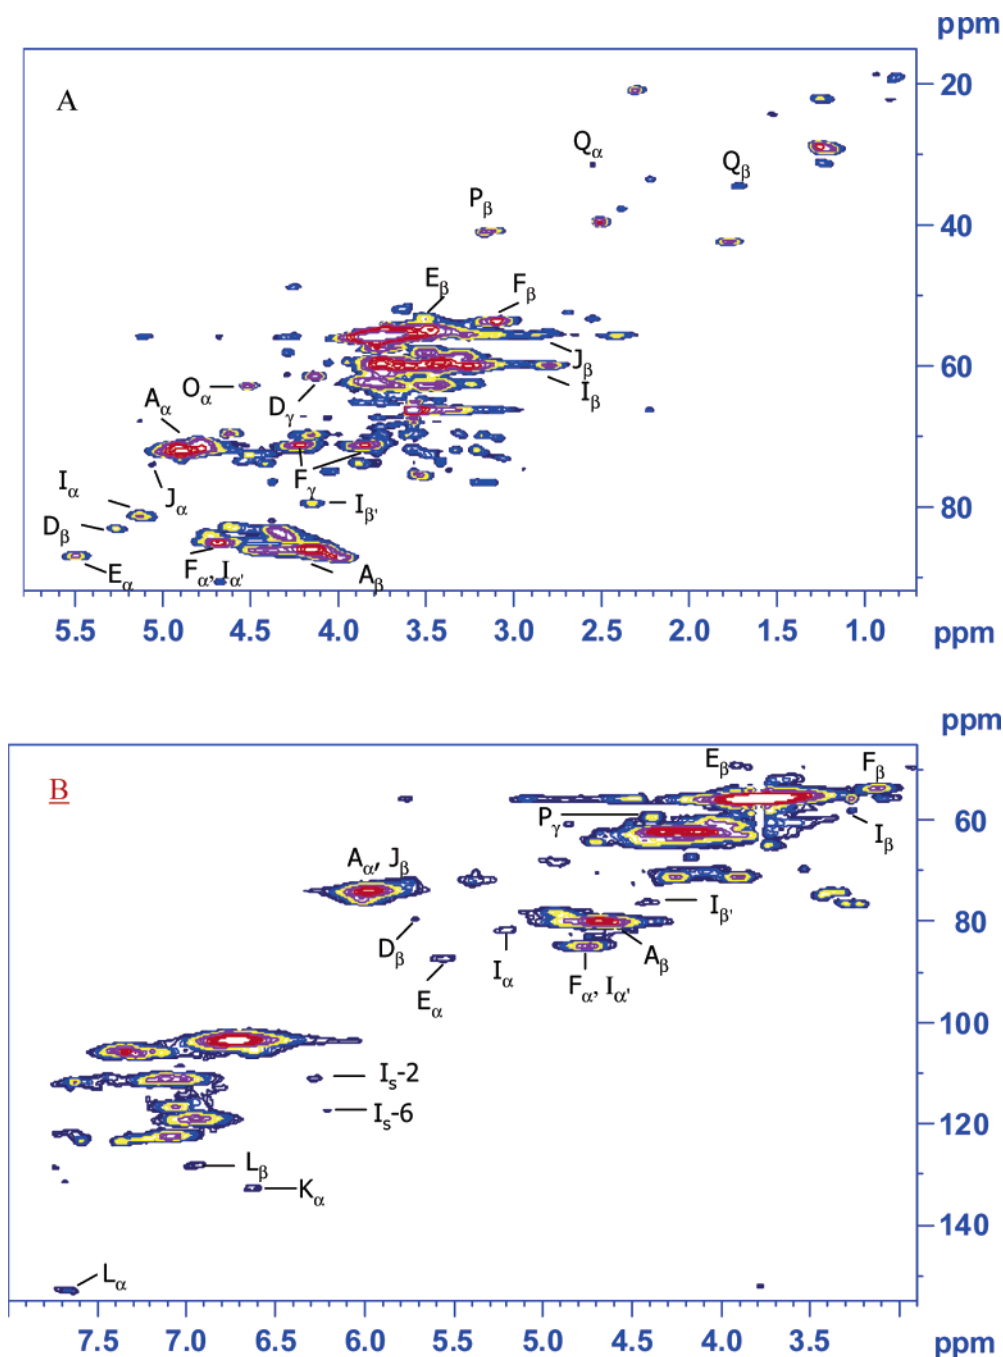 ppm
A
20
Qα
Qβ
Pβ
40
Eβ
Fβ
Jβ
60
Oα
Dγ
Iβ
Aα
Fγ
Iα
Jα
Iβ'
80
Dβ
Eα
Fα, Iα'
Aβ
5.5 5.0 4.5 4.0 3.5 3.0 2.5 2.0 1.5 1.0 ppm
ppm
B
Eβ
Fβ
Pγ
60
Iβ
Aα, Jβ
Iβ'
80
Dβ
Iα
Aβ
Eα
Fα, Iα'
100
Is-2
Is-6
120
Lβ
Kα
140
Lα
7.5 7.0 6.5 6.0 5.5 5.0 4.5 4.0 3.5 ppm